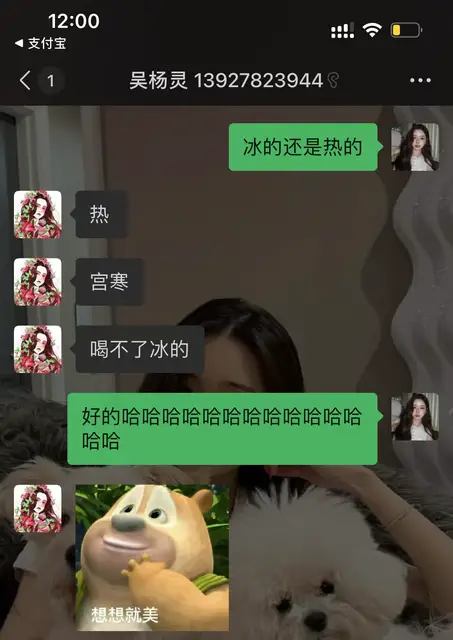 12:00
◀ 支付宝
1
吴杨灵 13927823944
冰的还是热的
热
宫寒
喝不了冰的
好的哈哈哈哈哈哈哈哈哈哈哈哈
哈哈
想想就美